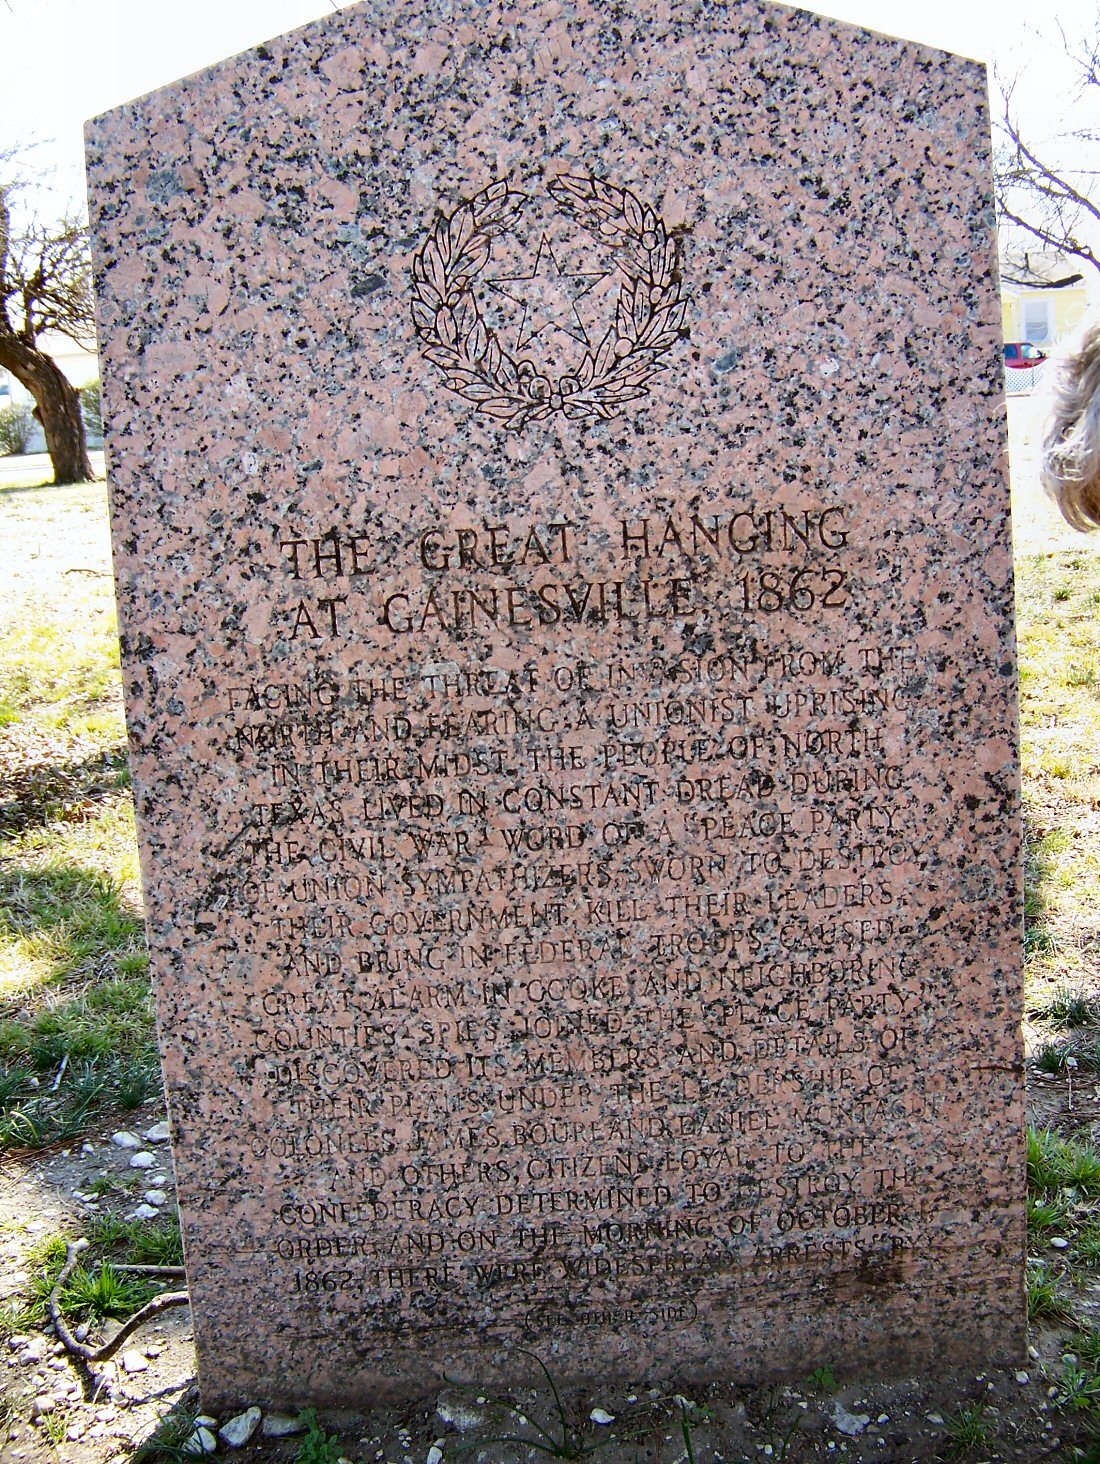 THE GREAT HANGING
AT GAINESVILLE, 1862
FACING THE THREAT OF INVASION FROM THE
NORTH AND FEARING A UNIONIST UPRISING
IN THEIR MIDST, THE PEOPLE OF NORTH
TEXAS LIVED IN CONSTANT DREAD DURING
THE CIVIL WAR. WORD OF A "PEACE PARTY"
OF UNION SYMPATHIZERS, SWORN TO DESTROY
THEIR GOVERNMENT, KILL THEIR LEADERS,
AND BRING IN FEDERAL TROOPS CAUSED
GREAT ALARM IN COOKE AND NEIGHBORING
COUNTIES. SPIES JOINED THE "PEACE PARTY,"
DISCOVERED ITS MEMBERS AND DETAILS OF
THEIR PLANS. UNDER THE LEADERSHIP OF
COLONELS JAMES BOURLAND, DANIEL MONTAGUE
AND OTHERS, CITIZENS LOYAL TO THE
CONFEDERACY DETERMINED TO DESTROY THE
ORDER; AND ON THE MORNING OF OCTOBER 1,
1862, THERE WERE WIDESPREAD ARRESTS "BY
(SEE OTHER SIDE)